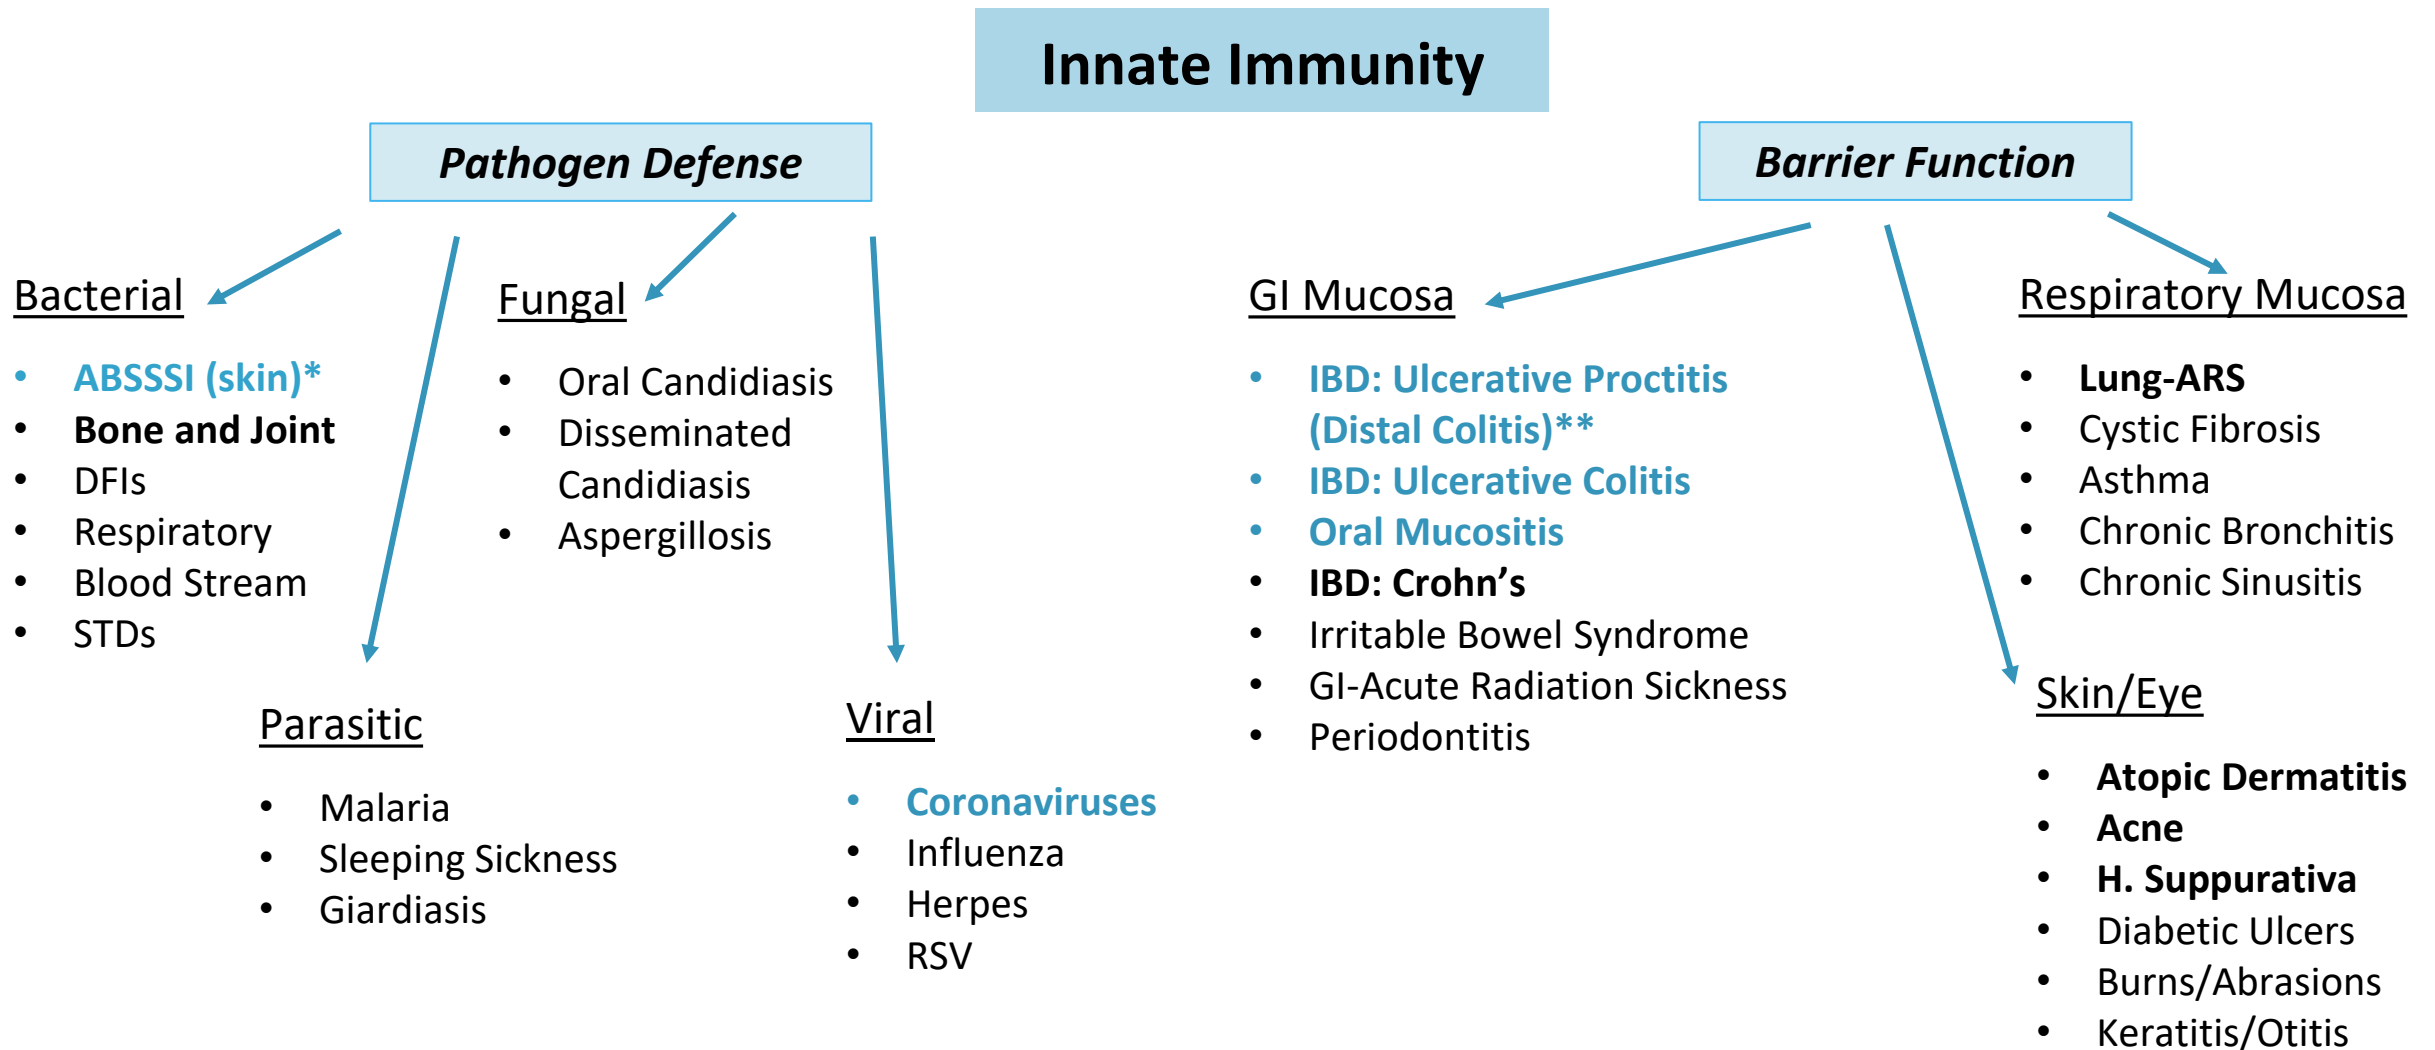 Innate Immunity
Pathogen Defense
Bacterial
• ABSSSI (skin)*
• Bone and Joint
• DFIs
• Respiratory
• Blood Stream
• STDs
Fungal
• Oral Candidiasis
• Disseminated
Candidiasis
• Aspergillosis
Parasitic
• Malaria
• Sleeping Sickness
• Giardiasis
Viral
• Coronaviruses
• Influenza
• Herpes
• RSV
Barrier Function
GI Mucosa
• IBD: Ulcerative Proctitis
(Distal Colitis)**
• IBD: Ulcerative Colitis
• Oral Mucositis
• IBD: Crohn’s
• Irritable Bowel Syndrome
• GI-Acute Radiation Sickness
• Periodontitis
Respiratory Mucosa
• Lung-ARS
• Cystic Fibrosis
• Asthma
• Chronic Bronchitis
• Chronic Sinusitis
Skin/Eye
• Atopic Dermatitis
• Acne
• H. Suppurativa
• Diabetic Ulcers
• Burns/Abrasions
• Keratitis/Otitis